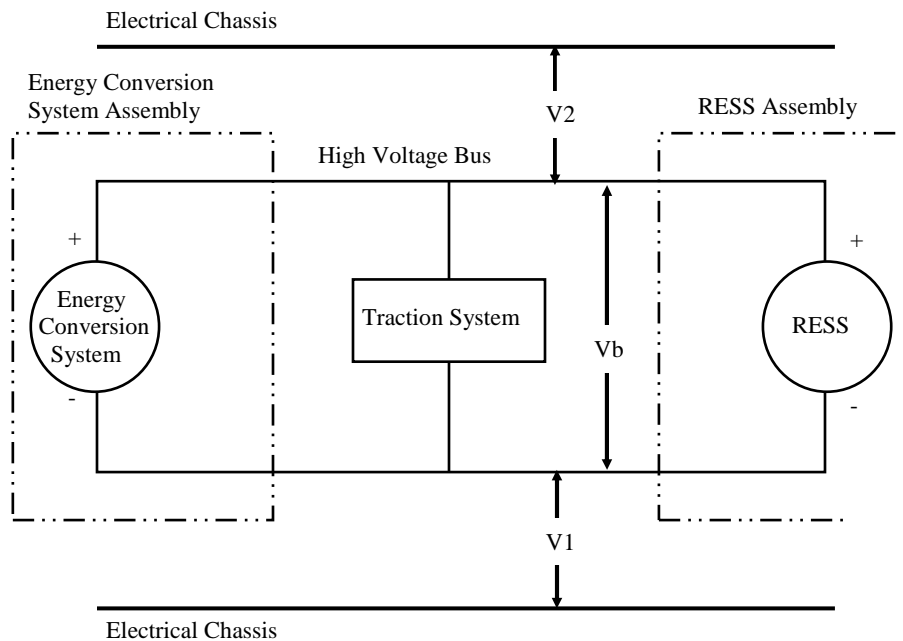 Electrical Chassis
Energy Conversion
System Assembly
V2
RESS Assembly
High Voltage Bus
+
+
Energy
Conversion
System
Traction System
Vb
RESS
-
-
V1
Electrical Chassis